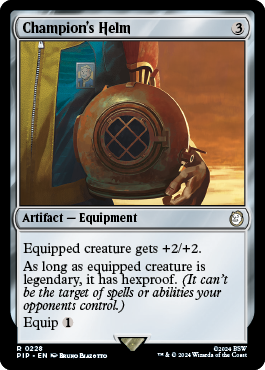 Champion's Helm 3
Artifact — Equipment
Equipped creature gets +2/+2.
As long as equipped creature is
legendary, it has hexproof. (It can't
be the target of spells or abilities your
opponents control.)
Equip 1
R 0228 ©2024 BSW
PIP • EN Bruno Biazotto ™ & © 2024 Wizards of the Coast